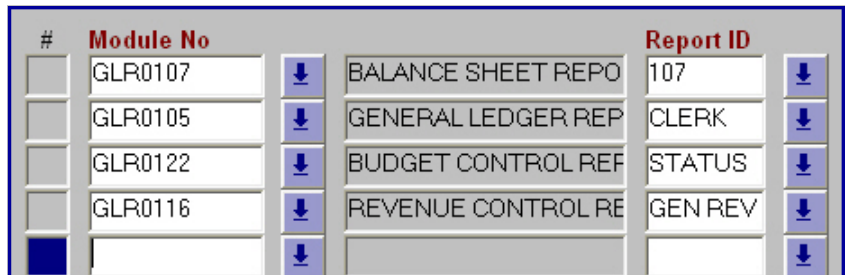 # Module No Report ID
GLR0107 BALANCE SHEET REPO 107
GLR0105 GENERAL LEDGER REP CLERK
GLR0122 BUDGET CONTROL REP STATUS
GLR0116 REVENUE CONTROL RE GEN REV